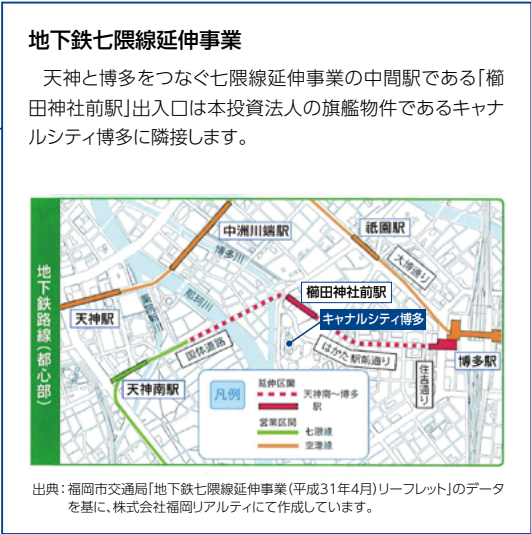 地下鉄七隈線延伸事業
天神と博多をつなぐ七隈線延伸事業の中間駅である「櫛
田神社前駅」出入口は本投資法人の旗艦物件であるキャナ
ルシティ博多に隣接します。
地下鉄路線(都心部)
中洲川端駅
祇園駅
博多川
大博通り
那珂川
櫛田神社前駅
キャナルシティ博多
天神駅
国体道路
はかた駅前通り
博多駅
天神南駅
住吉通り
凡例
延伸区間
天神南~博多
駅
営業区間
七隈線
空港線
出典:福岡市交通局「地下鉄七隈線延伸事業(平成31年4月)リーフレット」のデータ
を基に、株式会社福岡リアルティにて作成しています。